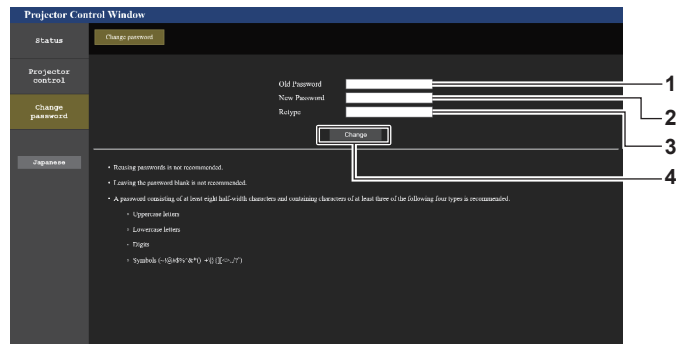 Projector Control Window
Status
Change password
Projector
control
Change
password
Japanese
Old Password
New Password
Retype
Change
1
2
3
4
• Reusing passwords is not recommended.
• Leaving the password blank is not recommended.
• A password consisting of at least eight half-width characters and containing characters of at least three of the following four types is recommended.
Uppercase letters
Lowercase letters
Digits
Symbols